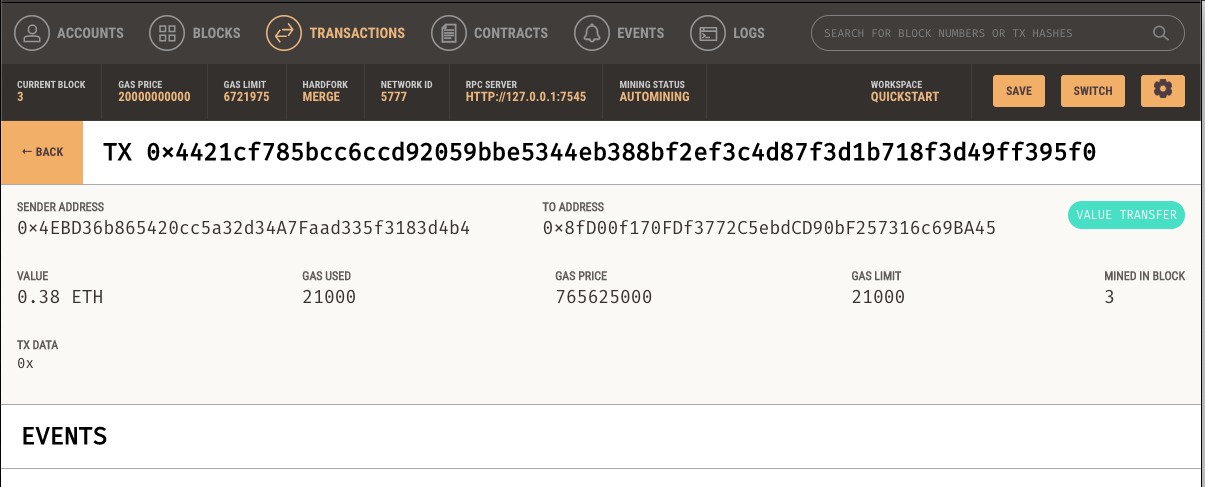 ACCOUNTS BLOCKS TRANSACTIONS CONTRACTS EVENTS LOGS SEARCH FOR BLOCK NUMBERS OR TX HASHES
CURRENT BLOCK GAS PRICE GAS LIMIT HARDFORK NETWORK ID RPC SERVER MINING STATUS WORKSPACE
3 20000000000 6721975 MERGE 5777 HTTP://127.0.0.1:7545 AUTOMINING QUICKSTART SAVE SWITCH
← BACK TX 0×4421cf785bcc6ccd92059bbe5344eb388bf2ef3c4d87f3d1b718f3d49ff395f0
SENDER ADDRESS TO ADDRESS
0×4EBD36b865420cc5a32d34A7Faad335f3183d4b4 0×8fD00f170FDf3772C5ebdCD90bF257316c69BA45 VALUE TRANSFER
VALUE GAS USED GAS PRICE GAS LIMIT MINED IN BLOCK
0.38 ETH 21000 765625000 21000 3
TX DATA
0x
EVENTS